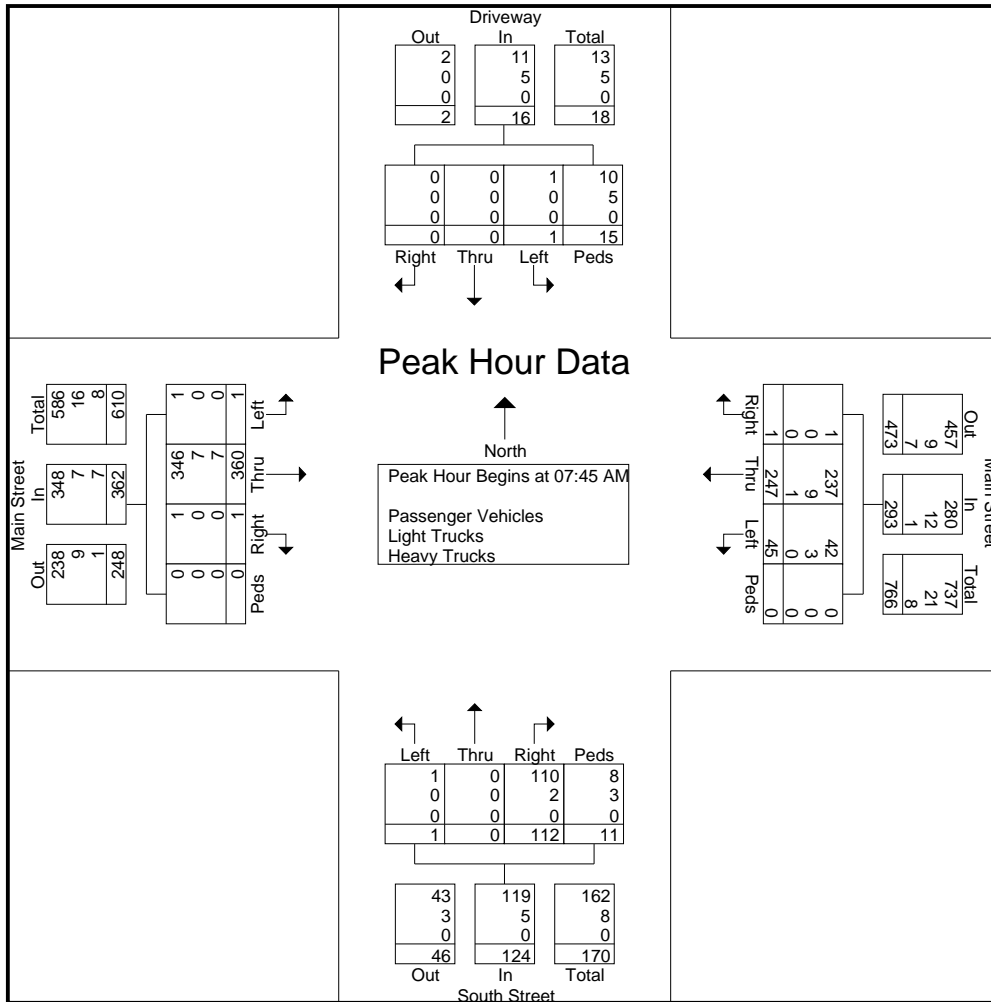 Driveway
Out In Total
2 11 13
0 5 5
0 0 0
2 16 18
0 0 1 10
0 0 0 5
0 0 0 0
0 0 1 15
Right Thru Left Peds
Peak Hour Data
Main Street
Total
586
16
8
610
In
348
7
7
362
Out
238
9
1
248
Left
1
0
0
1
Thru
346
7
7
360
Right
1
0
0
1
Peds
0
0
0
0
North
Peak Hour Begins at 07:45 AM
Passenger Vehicles
Light Trucks
Heavy Trucks
Right
1
0
0
1
Thru
237
9
1
247
Left
42
3
0
45
Peds
0
0
0
0
Main Street
Out
457
9
7
473
In
280
12
1
293
Total
737
21
8
766
Left Thru Right Peds
1 0 110 8
0 0 2 3
0 0 0 0
1 0 112 11
43 119 162
3 5 8
0 0 0
46 124 170
Out In Total
South Street